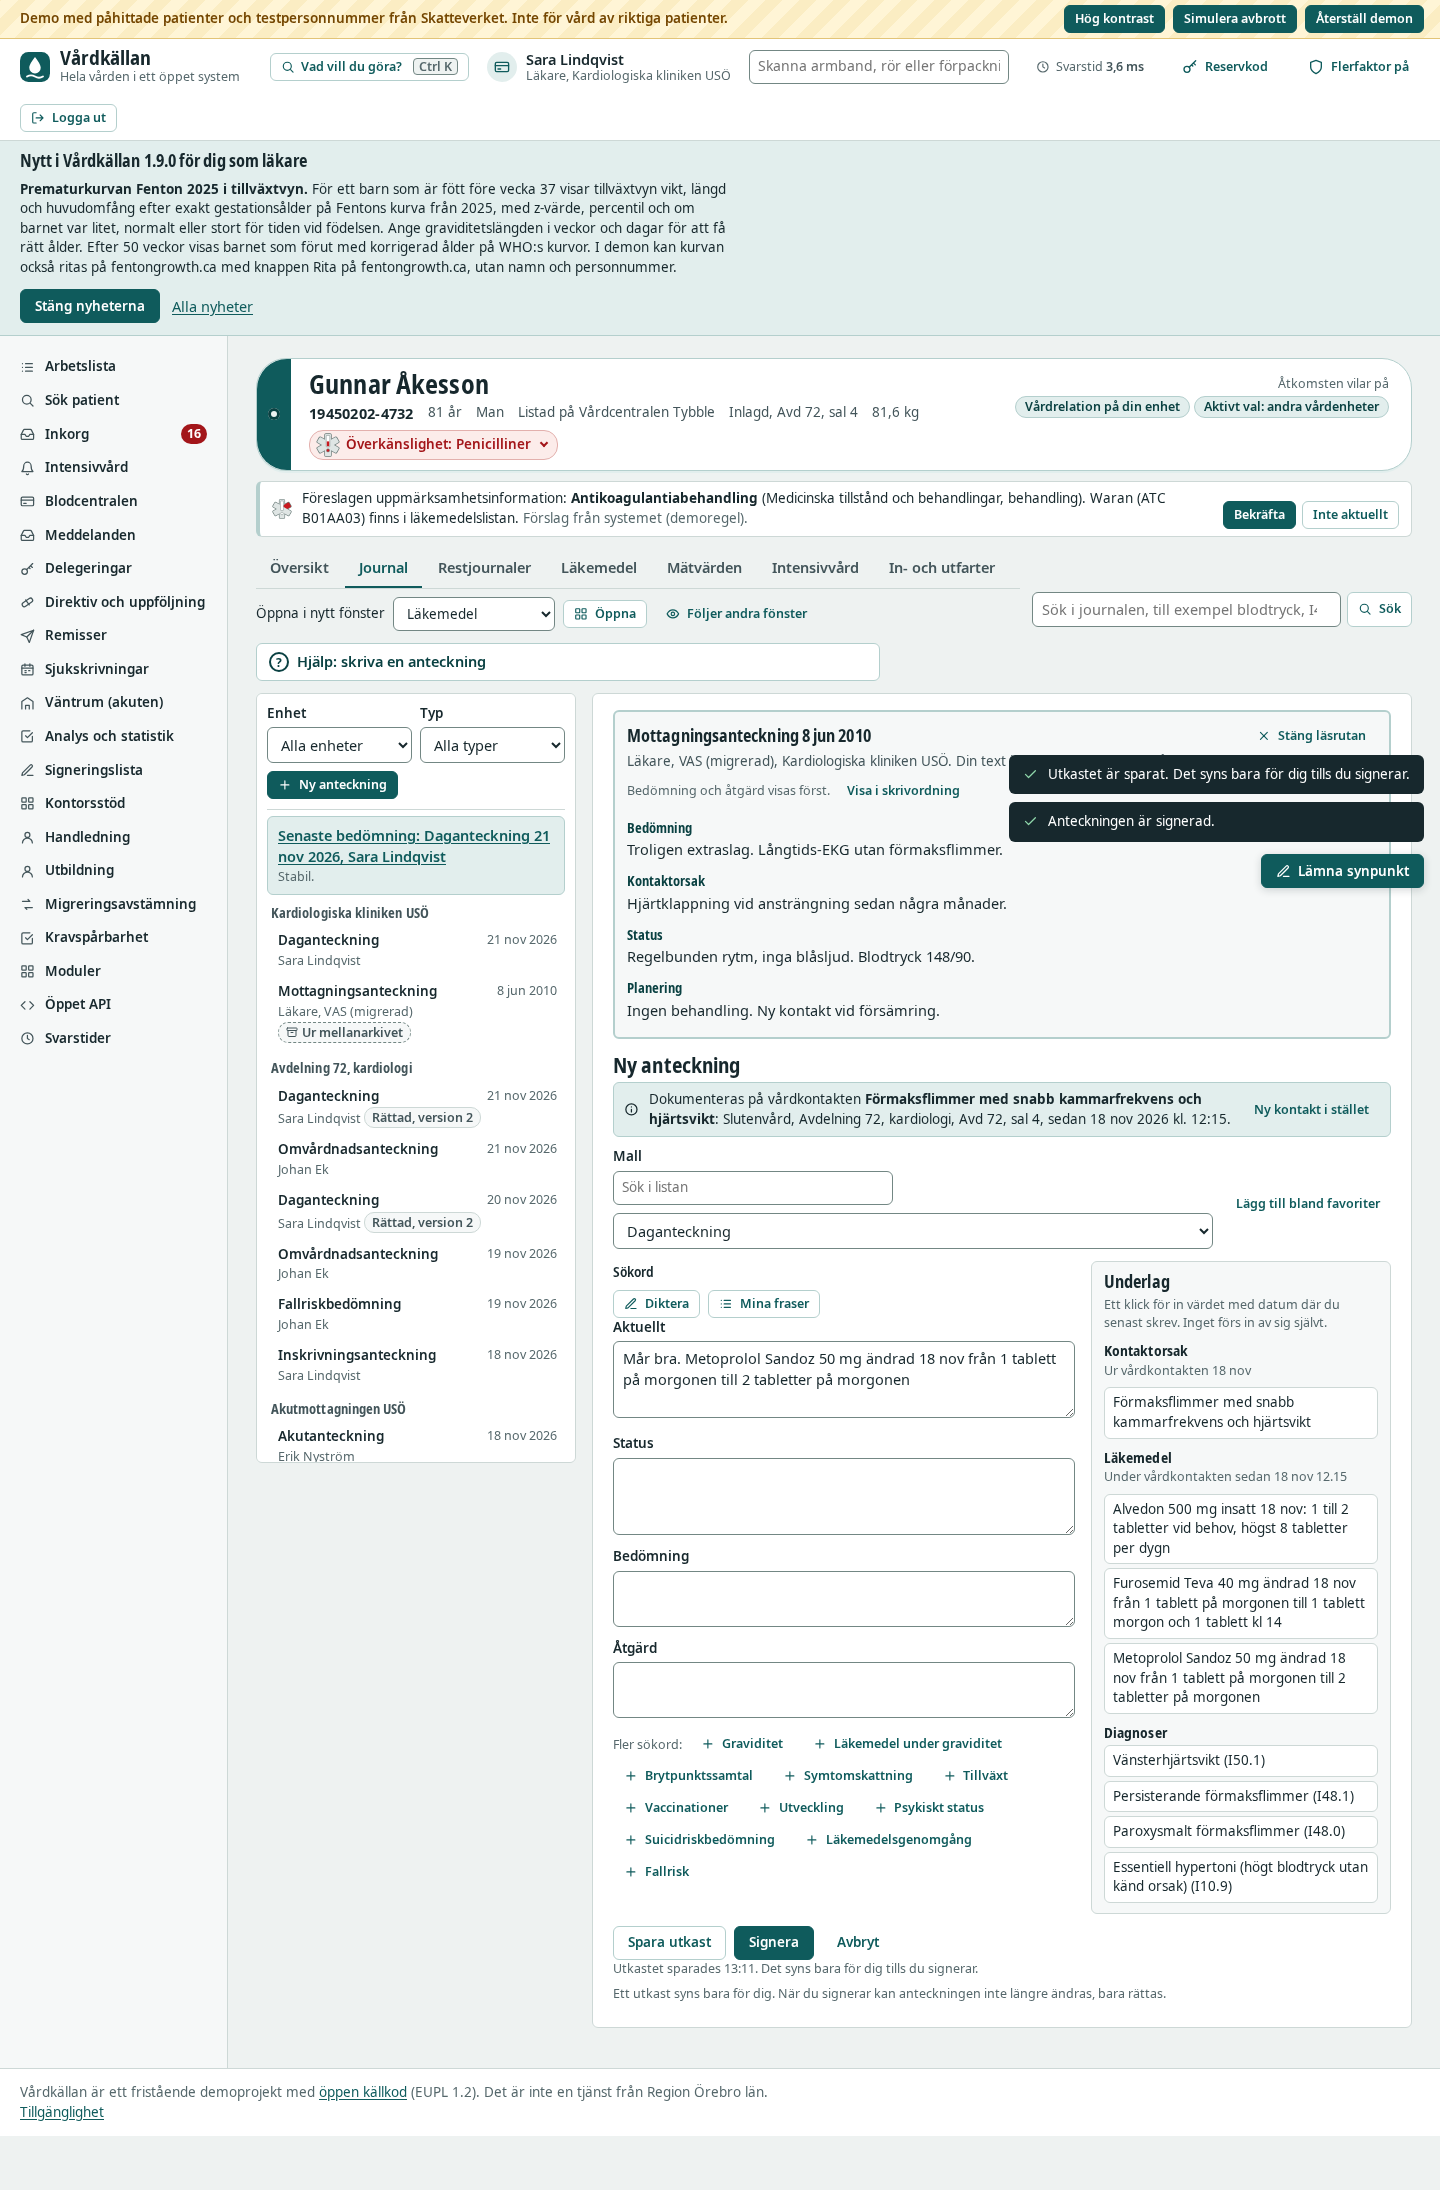 Demo med påhittade patienter och testpersonnummer från Skatteverket. Inte för vård av riktiga patienter.
Hög kontrast
Simulera avbrott
Återställ demon
Vårdkällan
Hela vården i ett öppet system
Vad vill du göra? Ctrl K
Sara Lindqvist
Läkare, Kardiologiska kliniken USÖ
Skanna armband, rör eller förpackni
Svarstid 3,6 ms
Reservkod
Flerfaktor på
Logga ut
Nytt i Vårdkällan 1.9.0 för dig som läkare
Prematurkurvan Fenton 2025 i tillväxtvyn. För ett barn som är fött före vecka 37 visar tillväxtvyn vikt, längd
och huvudomfång efter exakt gestationsålder på Fentons kurva från 2025, med z-värde, percentil och om
barnet var litet, normalt eller stort för tiden vid födelsen. Ange graviditetslängden i veckor och dagar för att få
rätt ålder. Efter 50 veckor visas barnet som förut med korrigerad ålder på WHO:s kurvor. I demon kan kurvan
också ritas på fentongrowth.ca med knappen Rita på fentongrowth.ca, utan namn och personnummer.
Stäng nyheterna
Alla nyheter
Arbetslista
Sök patient
Inkorg 16
Intensivvård
Blodcentralen
Meddelanden
Delegeringar
Direktiv och uppföljning
Remisser
Sjukskrivningar
Väntrum (akuten)
Analys och statistik
Signeringslista
Kontorsstöd
Handledning
Utbildning
Migreringsavstämning
Kravspårbarhet
Moduler
Öppet API
Svarstider
Gunnar Åkesson
19450202-4732 81 år Man Listad på Vårdcentralen Tybble Inlagd, Avd 72, sal 4 81,6 kg
Överkänslighet: Penicilliner
Åtkomsten vilar på
Vårdrelation på din enhet
Aktivt val: andra vårdenheter
Föreslagen uppmärksamhetsinformation: Antikoagulantiabehandling (Medicinska tillstånd och behandlingar, behandling). Waran (ATC
B01AA03) finns i läkemedelslistan. Förslag från systemet (demoregel).
Bekräfta
Inte aktuellt
Översikt
Journal
Restjournaler
Läkemedel
Mätvärden
Intensivvård
In- och utfarter
Öppna i nytt fönster
Läkemedel
Öppna
Följer andra fönster
Sök i journalen, till exempel blodtryck, I4
Sök
? Hjälp: skriva en anteckning
Enhet
Typ
Alla enheter
Alla typer
Ny anteckning
Senaste bedömning: Daganteckning 21
nov 2026, Sara Lindqvist
Stabil.
Kardiologiska kliniken USÖ
Daganteckning 21 nov 2026
Sara Lindqvist
Mottagningsanteckning 8 jun 2010
Läkare, VAS (migrerad)
Ur mellanarkivet
Avdelning 72, kardiologi
Daganteckning 21 nov 2026
Sara Lindqvist Rättad, version 2
Omvårdnadsanteckning 21 nov 2026
Johan Ek
Daganteckning 20 nov 2026
Sara Lindqvist Rättad, version 2
Omvårdnadsanteckning 19 nov 2026
Johan Ek
Fallriskbedömning 19 nov 2026
Johan Ek
Inskrivningsanteckning 18 nov 2026
Sara Lindqvist
Akutmottagningen USÖ
Akutanteckning 18 nov 2026
Erik Nyström
Mottagningsanteckning 8 jun 2010
Stäng läsrutan
Läkare, VAS (migrerad), Kardiologiska kliniken USÖ. Din text
Bedömning och åtgärd visas först. Visa i skrivordning
Utkastet är sparat. Det syns bara för dig tills du signerar.
Anteckningen är signerad.
Lämna synpunkt
Bedömning
Troligen extraslag. Långtids-EKG utan förmaksflimmer.
Kontaktorsak
Hjärtklappning vid ansträngning sedan några månader.
Status
Regelbunden rytm, inga blåsljud. Blodtryck 148/90.
Planering
Ingen behandling. Ny kontakt vid försämring.
Ny anteckning
Dokumenteras på vårdkontakten Förmaksflimmer med snabb kammarfrekvens och
hjärtsvikt: Slutenvård, Avdelning 72, kardiologi, Avd 72, sal 4, sedan 18 nov 2026 kl. 12:15.
Ny kontakt i stället
Mall
Sök i listan
Daganteckning
Lägg till bland favoriter
Sökord
Diktera
Mina fraser
Aktuellt
Mår bra. Metoprolol Sandoz 50 mg ändrad 18 nov från 1 tablett
på morgonen till 2 tabletter på morgonen
Status
Bedömning
Åtgärd
Fler sökord: Graviditet Läkemedel under graviditet
Brytpunktssamtal Symtomskattning Tillväxt
Vaccinationer Utveckling Psykiskt status
Suicidriskbedömning Läkemedelsgenomgång
Fallrisk
Underlag
Ett klick för in värdet med datum där du
senast skrev. Inget förs in av sig självt.
Kontaktorsak
Ur vårdkontakten 18 nov
Förmaksflimmer med snabb
kammarfrekvens och hjärtsvikt
Läkemedel
Under vårdkontakten sedan 18 nov 12.15
Alvedon 500 mg insatt 18 nov: 1 till 2
tabletter vid behov, högst 8 tabletter
per dygn
Furosemid Teva 40 mg ändrad 18 nov
från 1 tablett på morgonen till 1 tablett
morgon och 1 tablett kl 14
Metoprolol Sandoz 50 mg ändrad 18
nov från 1 tablett på morgonen till 2
tabletter på morgonen
Diagnoser
Vänsterhjärtsvikt (I50.1)
Persisterande förmaksflimmer (I48.1)
Paroxysmalt förmaksflimmer (I48.0)
Essentiell hypertoni (högt blodtryck utan
känd orsak) (I10.9)
Spara utkast
Signera
Avbryt
Utkastet sparades 13:11. Det syns bara för dig tills du signerar.
Ett utkast syns bara för dig. När du signerar kan anteckningen inte längre ändras, bara rättas.
Vårdkällan är ett fristående demoprojekt med öppen källkod (EUPL 1.2). Det är inte en tjänst från Region Örebro län.
Tillgänglighet